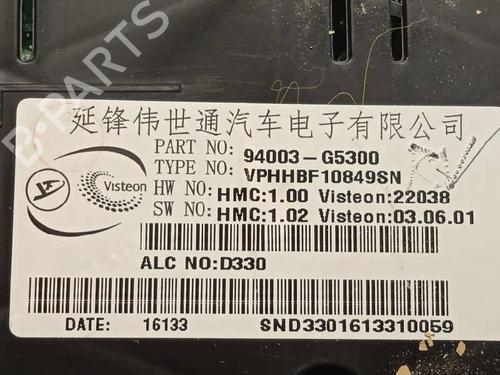 B-PARTS
延锋伟世通汽车电子有限公司
PART NO: 94003-G5300
TYPE NO: VPHHBF10849SN
HW NO: HMC:1.00 Visteon:22038
SW NO: HMC:1.02 Visteon:03.06.01
Visteon
ALC NO:D330
DATE: 16133 SND3301613310059